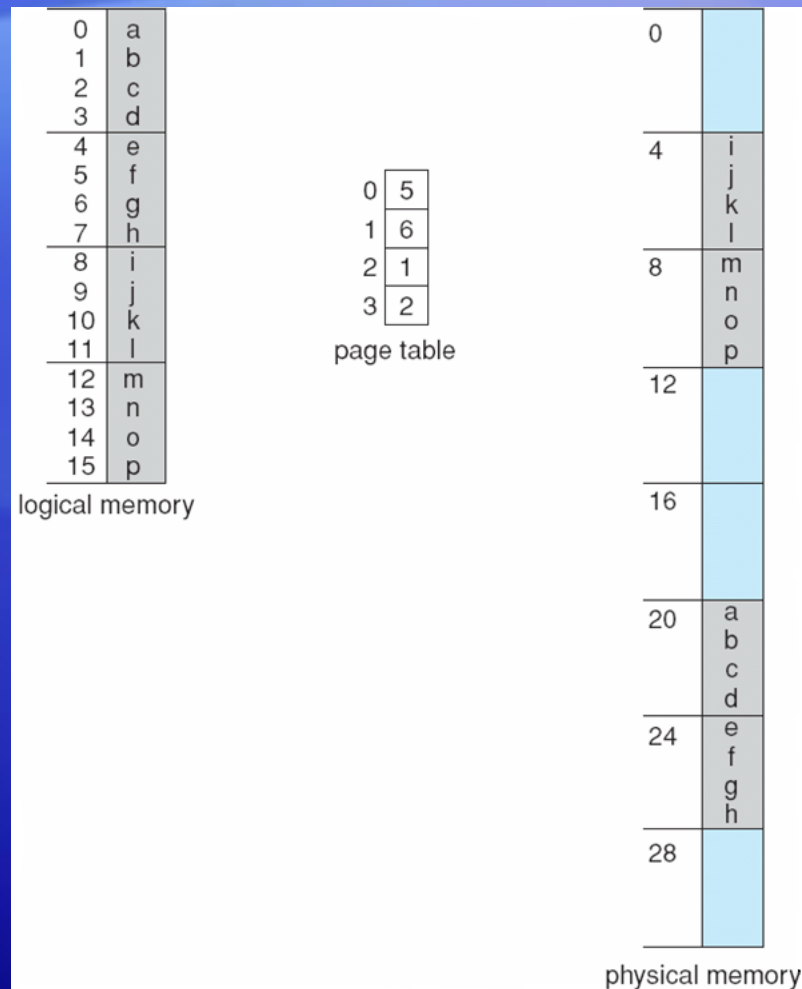 0 a
1 b
2 c
3 d
4 e
5 f
6 g
7 h
8 i
9 j
10 k
11 l
12 m
13 n
14 o
15 p
logical memory
0 5
1 6
2 1
3 2
page table
0
4 i
j
k
l
8 m
n
o
p
12
16
20 a
b
c
d
24 e
f
g
h
28
physical memory